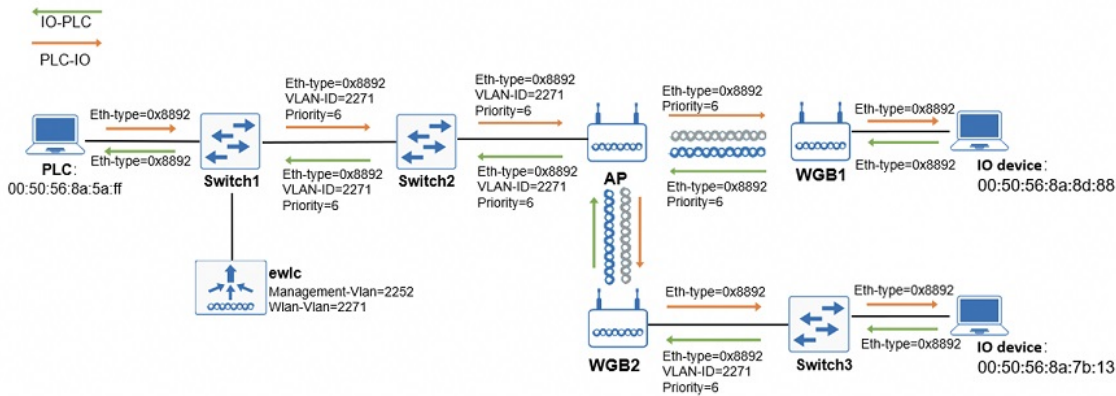 IO-PLC
PLC-IO
Eth-type=0x8892
Eth-type=0x8892
PLC:
00:50:56:8a:5a:ff
Switch1
Eth-type=0x8892
VLAN-ID=2271
Priority=6
Eth-type=0x8892
VLAN-ID=2271
Priority=6
Switch2
Eth-type=0x8892
VLAN-ID=2271
Priority=6
Eth-type=0x8892
VLAN-ID=2271
Priority=6
AP
Eth-type=0x8892
Priority=6
Eth-type=0x8892
Priority=6
WGB1
Eth-type=0x8892
Eth-type=0x8892
IO device:
00:50:56:8a:8d:88
ewlc
Management-Vlan=2252
Wlan-Vlan=2271
WGB2
Eth-type=0x8892
Eth-type=0x8892
VLAN-ID=2271
Priority=6
Switch3
Eth-type=0x8892
Eth-type=0x8892
IO device:
00:50:56:8a:7b:13